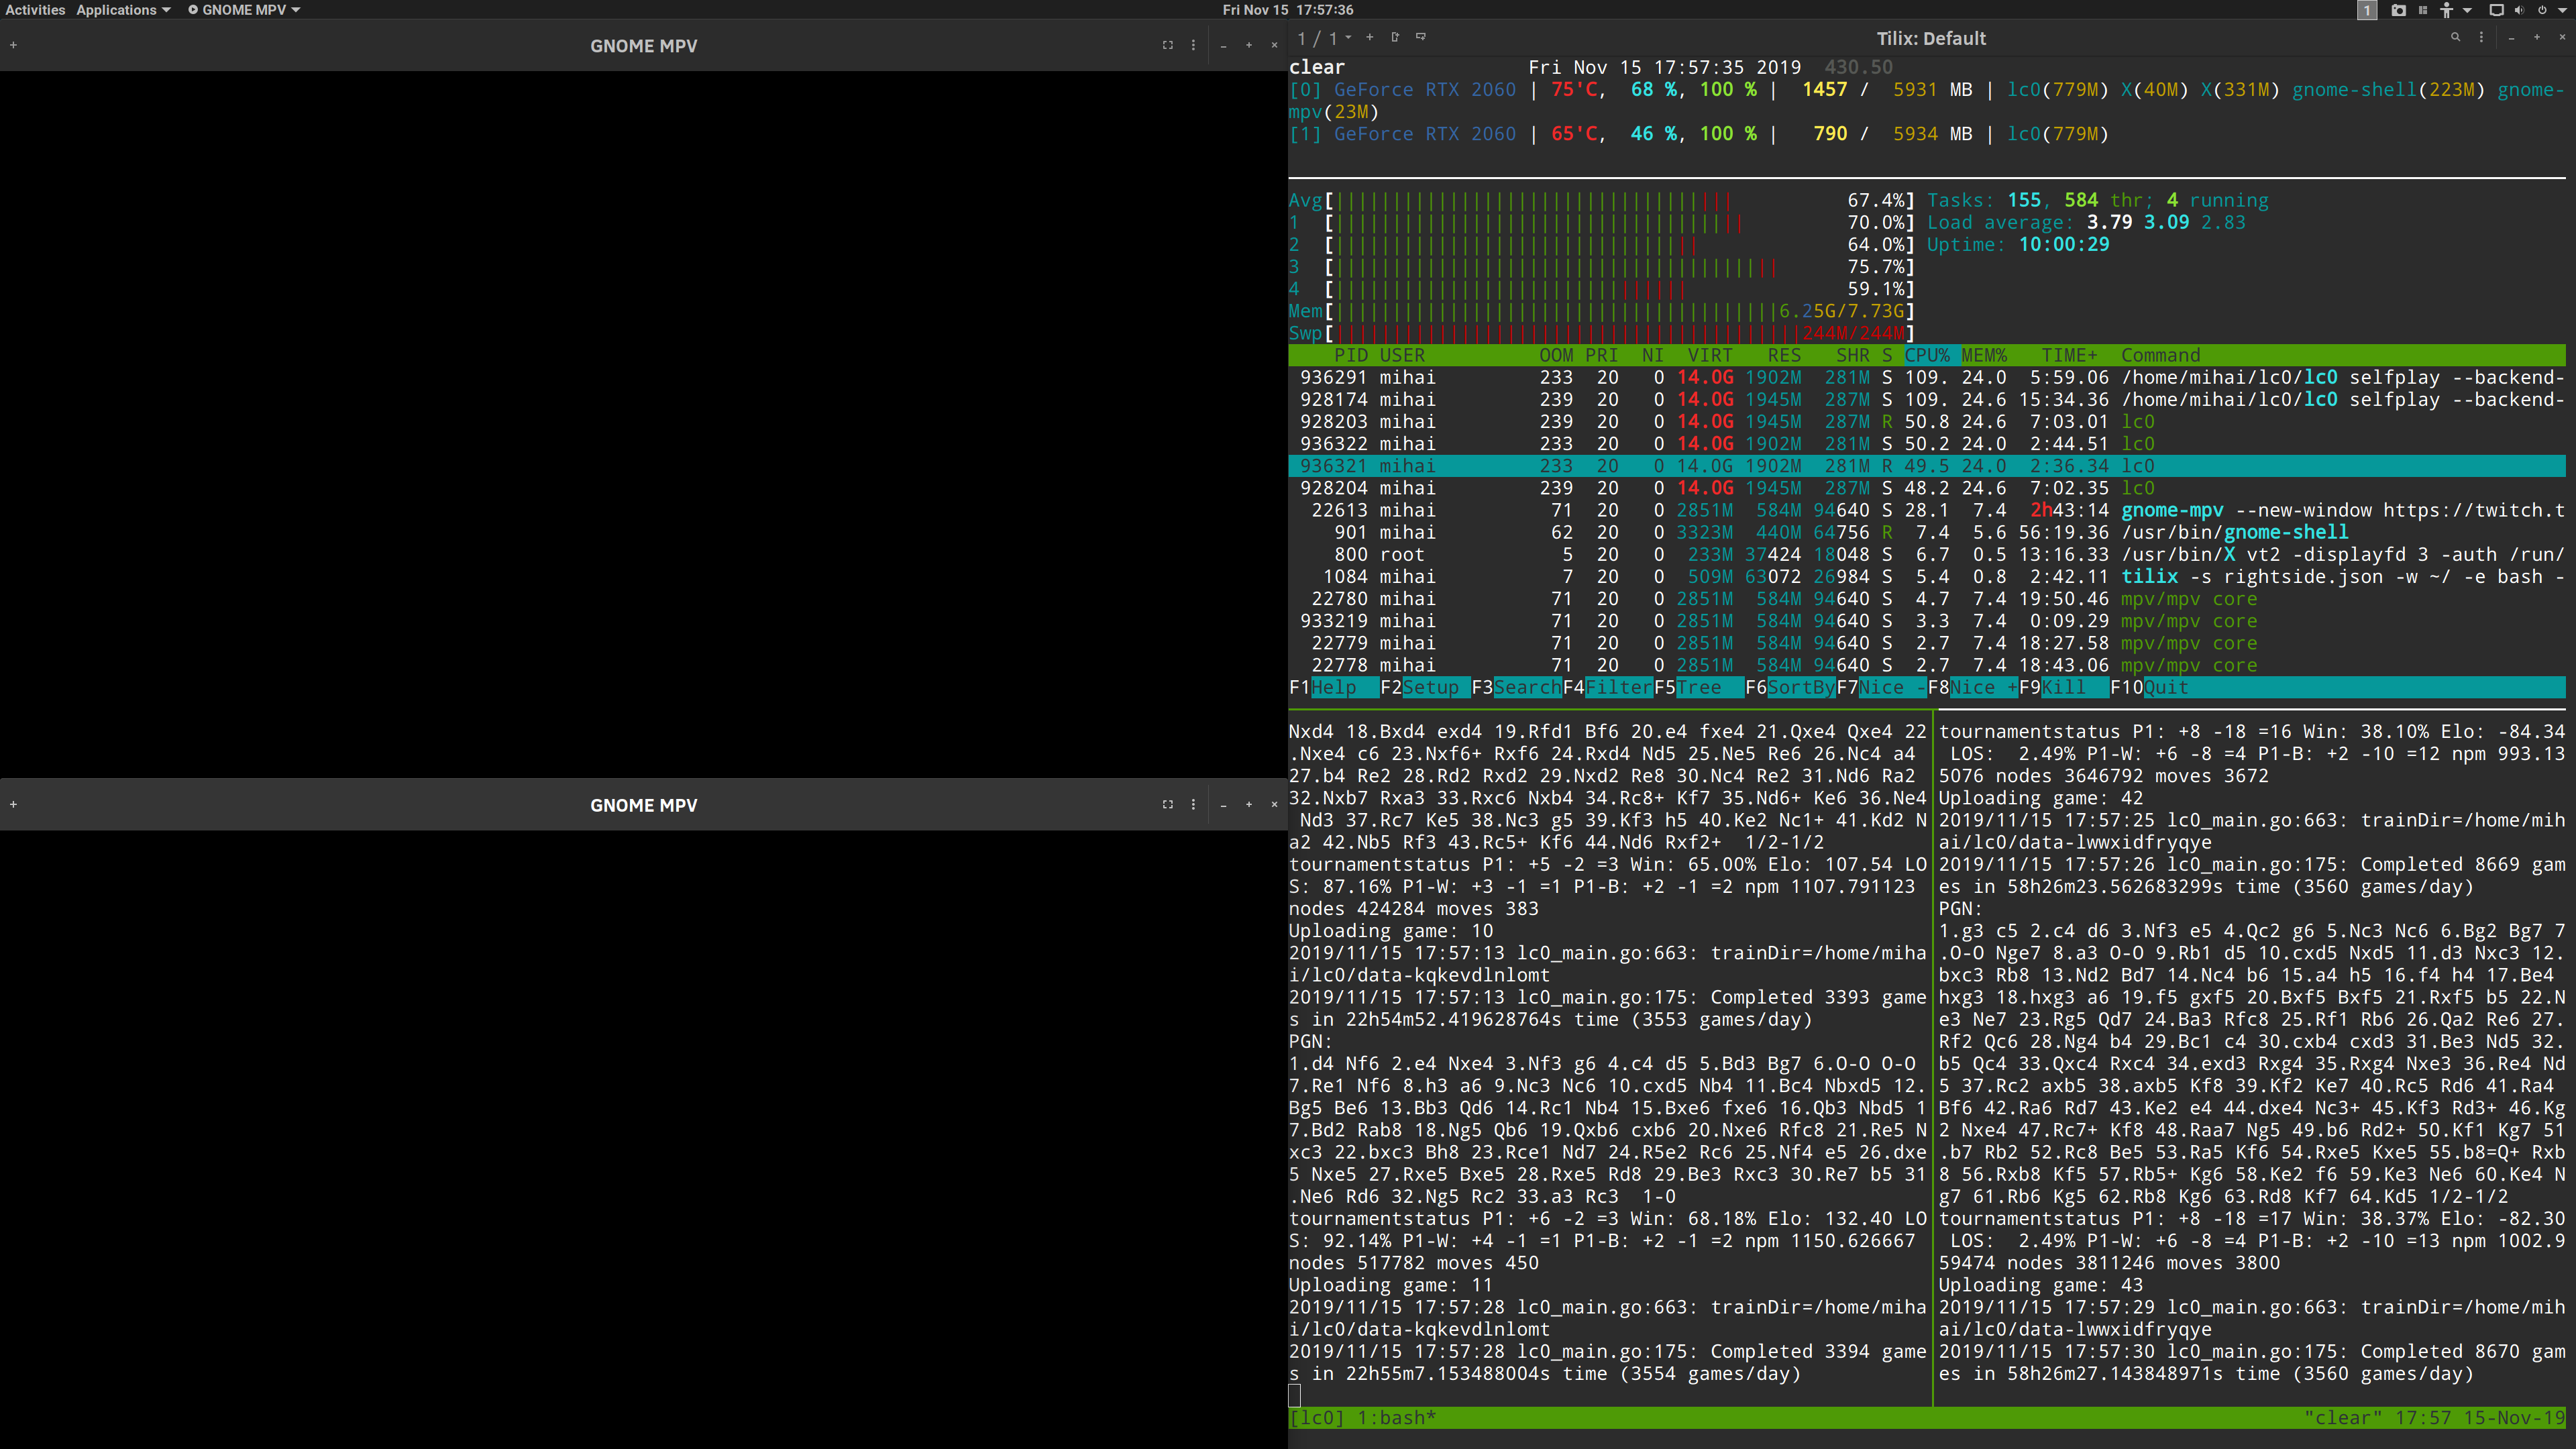 Activities Applications GNOME MPV Fri Nov 15 17:57:36 1
GNOME MPV
GNOME MPV
1 / 1 Tilix: Default
clear Fri Nov 15 17:57:35 2019 430.50
[0] GeForce RTX 2060 | 75'C, 68 %, 100 % | 1457 / 5931 MB | lc0(779M) X(40M) X(331M) gnome-shell(223M) gnome-
mpv(23M)
[1] GeForce RTX 2060 | 65'C, 46 %, 100 % | 790 / 5934 MB | lc0(779M)
Avg[ 67.4%] Tasks: 155, 584 thr; 4 running
1 [ 70.0%] Load average: 3.79 3.09 2.83
2 [ 64.0%] Uptime: 10:00:29
3 [ 75.7%]
4 [ 59.1%]
Mem[ 6.25G/7.73G]
Swp[ 244M/244M]
PID USER OOM PRI NI VIRT RES SHR S CPU% MEM% TIME+ Command
936291 mihai 233 20 0 14.0G 1902M 281M S 109. 24.0 5:59.06 /home/mihai/lc0/lc0 selfplay --backend-
928174 mihai 239 20 0 14.0G 1945M 287M S 109. 24.6 15:34.36 /home/mihai/lc0/lc0 selfplay --backend-
928203 mihai 239 20 0 14.0G 1945M 287M R 50.8 24.6 7:03.01 lc0
936322 mihai 233 20 0 14.0G 1902M 281M S 50.2 24.0 2:44.51 lc0
936321 mihai 233 20 0 14.0G 1902M 281M R 49.5 24.0 2:36.34 lc0
928204 mihai 239 20 0 14.0G 1945M 287M S 48.2 24.6 7:02.35 lc0
22613 mihai 71 20 0 2851M 584M 94640 S 28.1 7.4 2h43:14 gnome-mpv --new-window https://twitch.t
901 mihai 62 20 0 3323M 440M 64756 R 7.4 5.6 56:19.36 /usr/bin/gnome-shell
800 root 5 20 0 233M 37424 18048 S 6.7 0.5 13:16.33 /usr/bin/X vt2 -displayfd 3 -auth /run/
1084 mihai 7 20 0 509M 63072 26984 S 5.4 0.8 2:42.11 tilix -s rightside.json -w ~/ -e bash -
22780 mihai 71 20 0 2851M 584M 94640 S 4.7 7.4 19:50.46 mpv/mpv core
933219 mihai 71 20 0 2851M 584M 94640 S 3.3 7.4 0:09.29 mpv/mpv core
22779 mihai 71 20 0 2851M 584M 94640 S 2.7 7.4 18:27.58 mpv/mpv core
22778 mihai 71 20 0 2851M 584M 94640 S 2.7 7.4 18:43.06 mpv/mpv core
F1Help F2Setup F3SearchF4FilterF5Tree F6SortByF7Nice -F8Nice +F9Kill F10Quit
Nxd4 18.Bxd4 exd4 19.Rfd1 Bf6 20.e4 fxe4 21.Qxe4 Qxe4 22
.Nxe4 c6 23.Nxf6+ Rxf6 24.Rxd4 Nd5 25.Ne5 Re6 26.Nc4 a4
27.b4 Re2 28.Rd2 Rxd2 29.Nxd2 Re8 30.Nc4 Re2 31.Nd6 Ra2
32.Nxb7 Rxa3 33.Rxc6 Nxb4 34.Rc8+ Kf7 35.Nd6+ Ke6 36.Ne4
Nd3 37.Rc7 Ke5 38.Nc3 g5 39.Kf3 h5 40.Ke2 Nc1+ 41.Kd2 N
a2 42.Nb5 Rf3 43.Rc5+ Kf6 44.Nd6 Rxf2+ 1/2-1/2
tournamentstatus P1: +5 -2 =3 Win: 65.00% Elo: 107.54 LO
S: 87.16% P1-W: +3 -1 =1 P1-B: +2 -1 =2 npm 1107.791123
nodes 424284 moves 383
Uploading game: 10
2019/11/15 17:57:13 lc0_main.go:663: trainDir=/home/miha
i/lc0/data-kqkevdlnlomt
2019/11/15 17:57:13 lc0_main.go:175: Completed 3393 game
s in 22h54m52.419628764s time (3553 games/day)
PGN:
1.d4 Nf6 2.e4 Nxe4 3.Nf3 g6 4.c4 d5 5.Bd3 Bg7 6.O-O O-O
7.Re1 Nf6 8.h3 a6 9.Nc3 Nc6 10.cxd5 Nb4 11.Bc4 Nbxd5 12.
Bg5 Be6 13.Bb3 Qd6 14.Rc1 Nb4 15.Bxe6 fxe6 16.Qb3 Nbd5 1
7.Bd2 Rab8 18.Ng5 Qb6 19.Qxb6 cxb6 20.Nxe6 Rfc8 21.Re5 N
xc3 22.bxc3 Bh8 23.Rce1 Nd7 24.R5e2 Rc6 25.Nf4 e5 26.dxe
5 Nxe5 27.Rxe5 Bxe5 28.Rxe5 Rd8 29.Be3 Rxc3 30.Re7 b5 31
.Ne6 Rd6 32.Ng5 Rc2 33.a3 Rc3 1-0
tournamentstatus P1: +6 -2 =3 Win: 68.18% Elo: 132.40 LO
S: 92.14% P1-W: +4 -1 =1 P1-B: +2 -1 =2 npm 1150.626667
nodes 517782 moves 450
Uploading game: 11
2019/11/15 17:57:28 lc0_main.go:663: trainDir=/home/miha
i/lc0/data-kqkevdlnlomt
2019/11/15 17:57:28 lc0_main.go:175: Completed 3394 game
s in 22h55m7.153488004s time (3554 games/day)
tournamentstatus P1: +8 -18 =16 Win: 38.10% Elo: -84.34
LOS: 2.49% P1-W: +6 -8 =4 P1-B: +2 -10 =12 npm 993.13
5076 nodes 3646792 moves 3672
Uploading game: 42
2019/11/15 17:57:25 lc0_main.go:663: trainDir=/home/mih
ai/lc0/data-lwwxidfryqye
2019/11/15 17:57:26 lc0_main.go:175: Completed 8669 gam
es in 58h26m23.562683299s time (3560 games/day)
PGN:
1.g3 c5 2.c4 d6 3.Nf3 e5 4.Qc2 g6 5.Nc3 Nc6 6.Bg2 Bg7 7
.O-O Nge7 8.a3 O-O 9.Rb1 d5 10.cxd5 Nxd5 11.d3 Nxc3 12.
bxc3 Rb8 13.Nd2 Bd7 14.Nc4 b6 15.a4 h5 16.f4 h4 17.Be4
hxg3 18.hxg3 a6 19.f5 gxf5 20.Bxf5 Bxf5 21.Rxf5 b5 22.N
e3 Ne7 23.Rg5 Qd7 24.Ba3 Rfc8 25.Rf1 Rb6 26.Qa2 Re6 27.
Rf2 Qc6 28.Ng4 b4 29.Bc1 c4 30.cxb4 cxd3 31.Be3 Nd5 32.
b5 Qc4 33.Qxc4 Rxc4 34.exd3 Rxg4 35.Rxg4 Nxe3 36.Re4 Nd
5 37.Rc2 axb5 38.axb5 Kf8 39.Kf2 Ke7 40.Rc5 Rd6 41.Ra4
Bf6 42.Ra6 Rd7 43.Ke2 e4 44.dxe4 Nc3+ 45.Kf3 Rd3+ 46.Kg
2 Nxe4 47.Rc7+ Kf8 48.Raa7 Ng5 49.b6 Rd2+ 50.Kf1 Kg7 51
.b7 Rb2 52.Rc8 Be5 53.Ra5 Kf6 54.Rxe5 Kxe5 55.b8=Q+ Rxb
8 56.Rxb8 Kf5 57.Rb5+ Kg6 58.Ke2 f6 59.Ke3 Ne6 60.Ke4 N
g7 61.Rb6 Kg5 62.Rb8 Kg6 63.Rd8 Kf7 64.Kd5 1/2-1/2
tournamentstatus P1: +8 -18 =17 Win: 38.37% Elo: -82.30
LOS: 2.49% P1-W: +6 -8 =4 P1-B: +2 -10 =13 npm 1002.9
59474 nodes 3811246 moves 3800
Uploading game: 43
2019/11/15 17:57:29 lc0_main.go:663: trainDir=/home/mih
ai/lc0/data-lwwxidfryqye
2019/11/15 17:57:30 lc0_main.go:175: Completed 8670 gam
es in 58h26m27.143848971s time (3560 games/day)
[lc0] 1:bash* "clear" 17:57 15-Nov-19